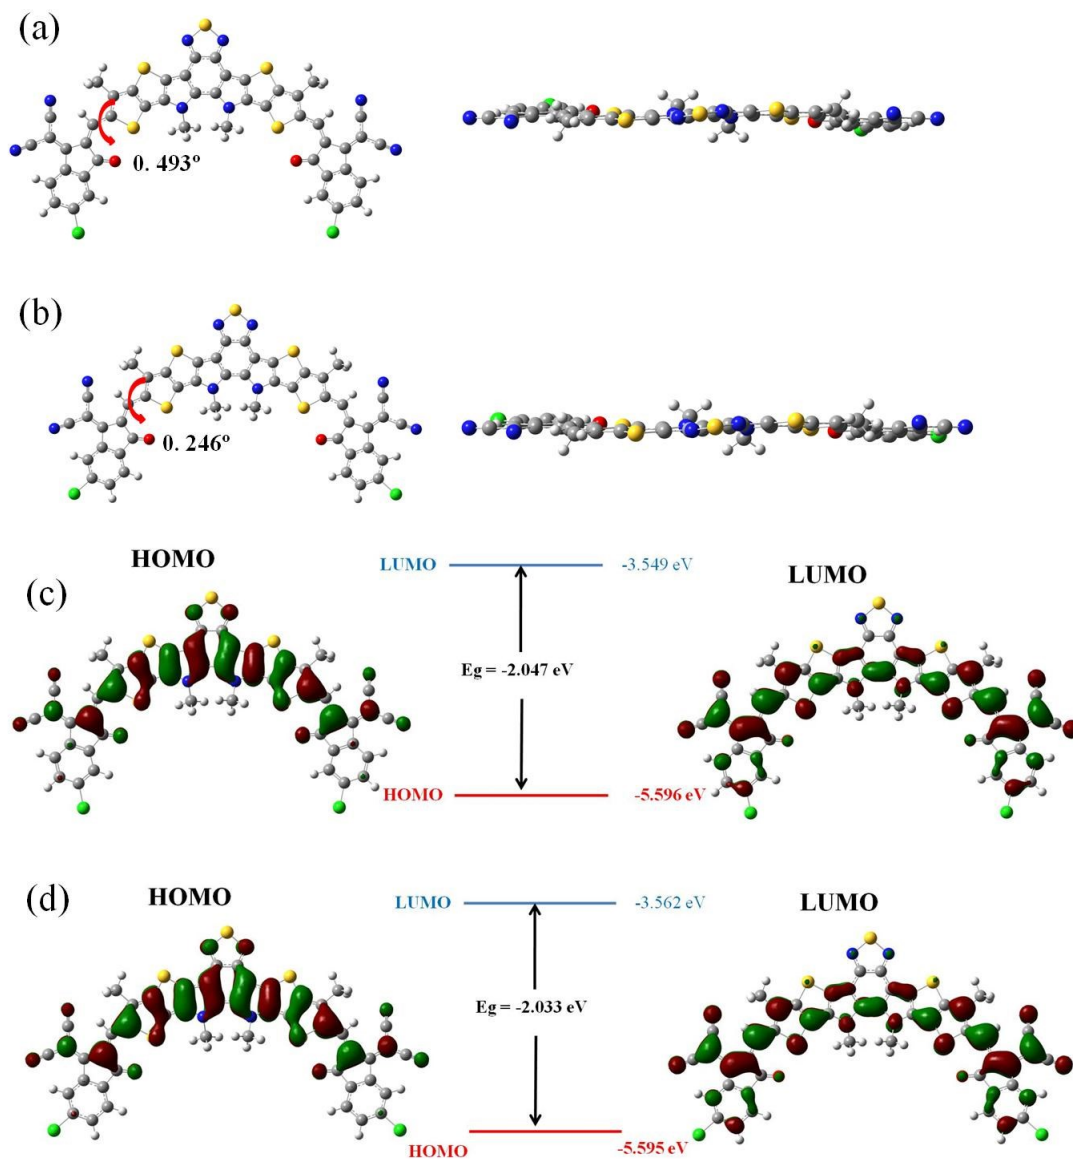 (a)
0. 493º
(b)
0. 246º
(c)
HOMO
LUMO
-3.549 eV
LUMO
Eg = -2.047 eV
HOMO
-5.596 eV
(d)
HOMO
LUMO
-3.562 eV
LUMO
Eg = -2.033 eV
HOMO
-5.595 eV